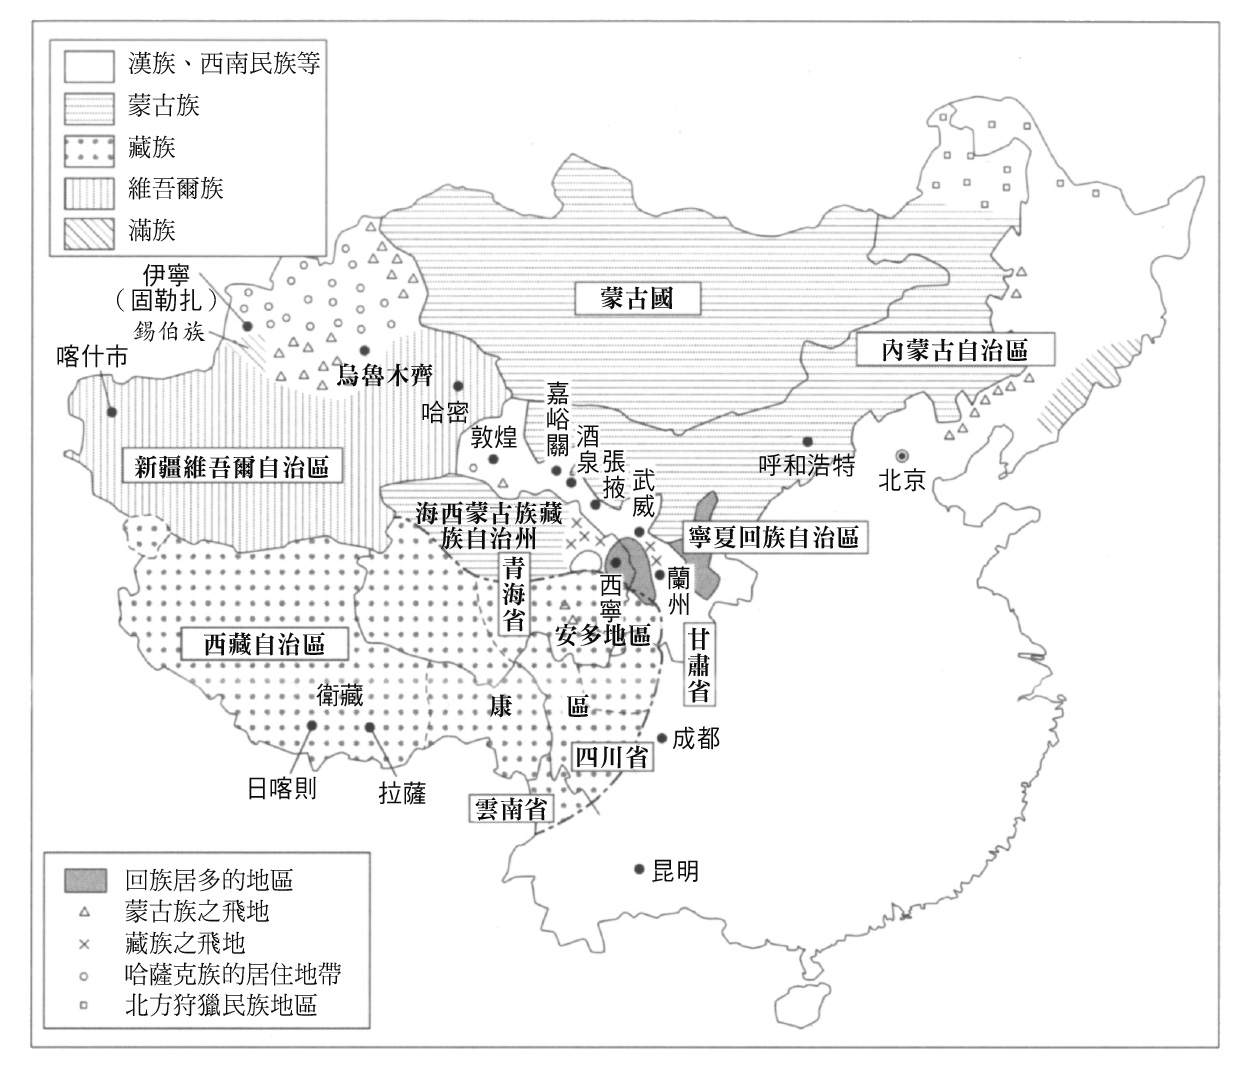 漢族、西南民族等
蒙古族
藏族
維吾爾族
滿族
伊寧
（固勒扎）
錫伯族
喀什市
烏魯木齊
哈密
敦煌
嘉峪關
酒泉
張掖
武威
蒙古國
內蒙古自治區
呼和浩特
北京
新疆維吾爾自治區
海西蒙古族藏
族自治州
寧夏回族自治區
青海省
西寧
蘭州
安多地區
甘肅省
西藏自治區
衛藏
康區
成都
四川省
日喀則
拉薩
雲南省
昆明
回族居多的地區
蒙古族之飛地
藏族之飛地
哈薩克族的居住地帶
北方狩獵民族地區